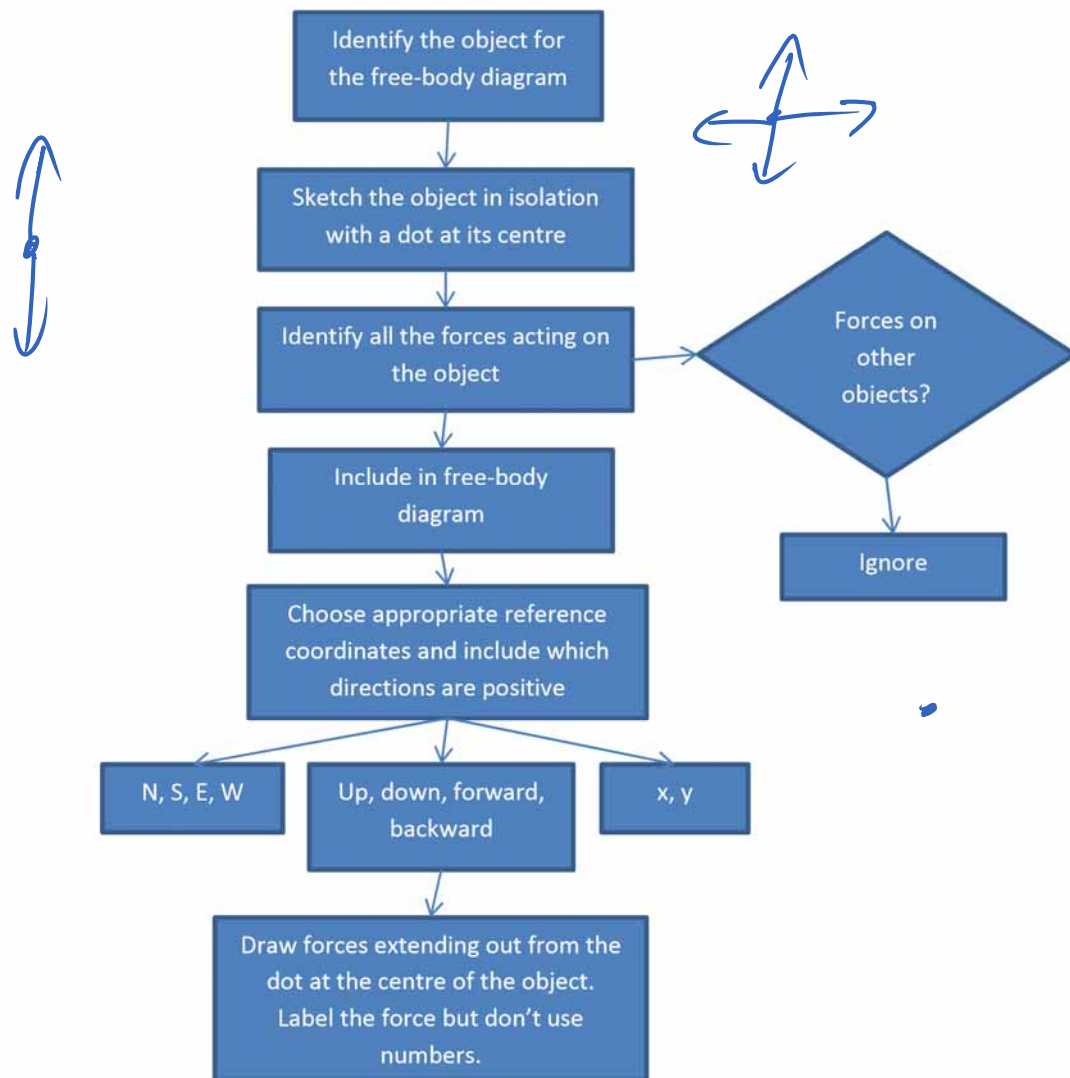 Identify the object for
the free-body diagram
Sketch the object in isolation
with a dot at its centre
Identify all the forces acting on
the object
Forces on
other
objects?
Include in free-body
diagram
Ignore
Choose appropriate reference
coordinates and include which
directions are positive
N, S, E, W
Up, down, forward,
backward
x, y
Draw forces extending out from the
dot at the centre of the object.
Label the force but don't use
numbers.